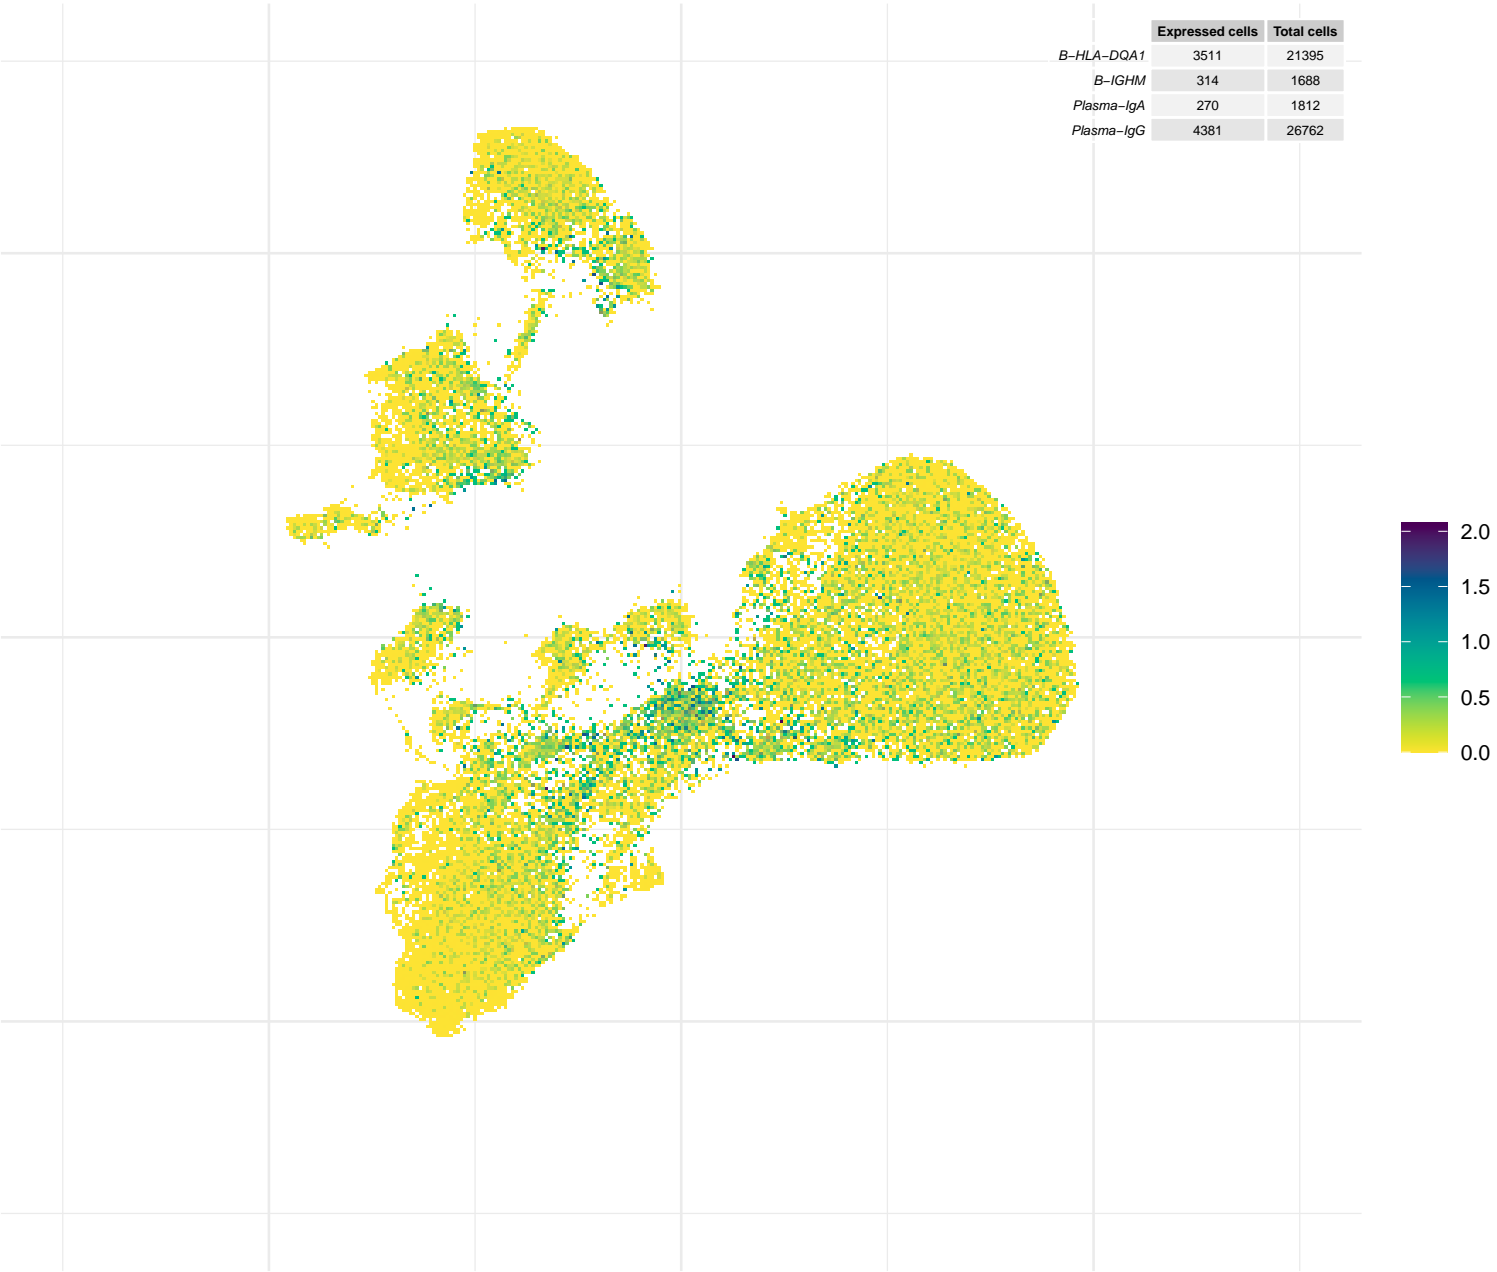 Expressed cells Total cells
B−HLA−DQA1 3511 21395
B−IGHM 314 1688
Plasma−IgA 270 1812
Plasma−IgG 4381 26762
2.0
1.5
1.0
0.5
0.0